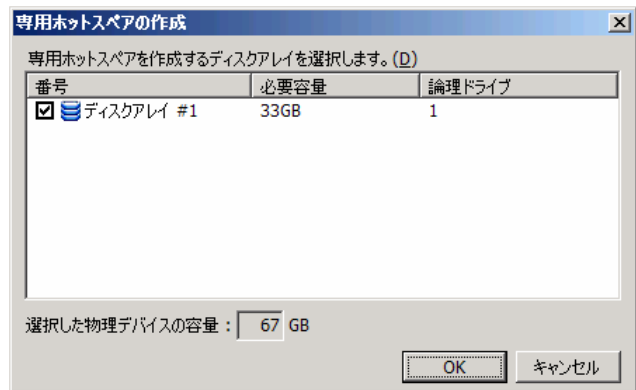 専用ホットスペアの作成
専用ホットスペアを作成するディスクアレイを選択します。(D)
番号 必要容量 論理ドライブ
ディスクアレイ #1 33GB 1
選択した物理デバイスの容量： 67 GB
OK キャンセル